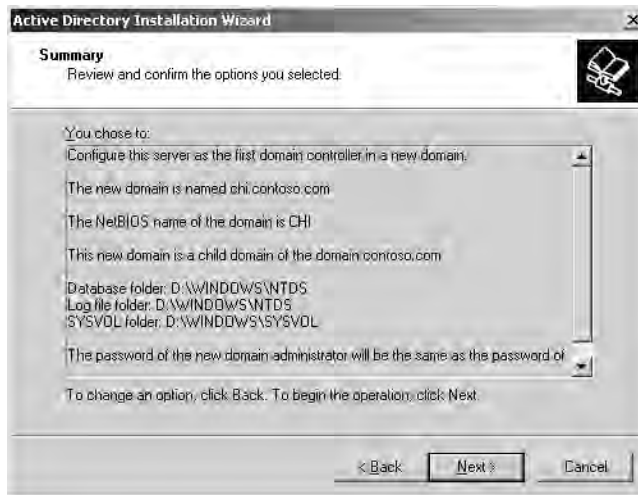 Active Directory Installation Wizard
Summary
Review and confirm the options you selected.
You chose to:
Configure this server as the first domain controller in a new domain.
The new domain is named chi.contoso.com
The NetBIOS name of the domain is CHI
This new domain is a child domain of the domain contoso.com
Database folder: D:\WINDOWS\NTDS
Log file folder: D:\WINDOWS\NTDS
SYSVOL folder: D:\WINDOWS\SYSVOL
The password of the new domain administrator will be the same as the password of
To change an option, click Back. To begin the operation, click Next.
< Back Next > Cancel